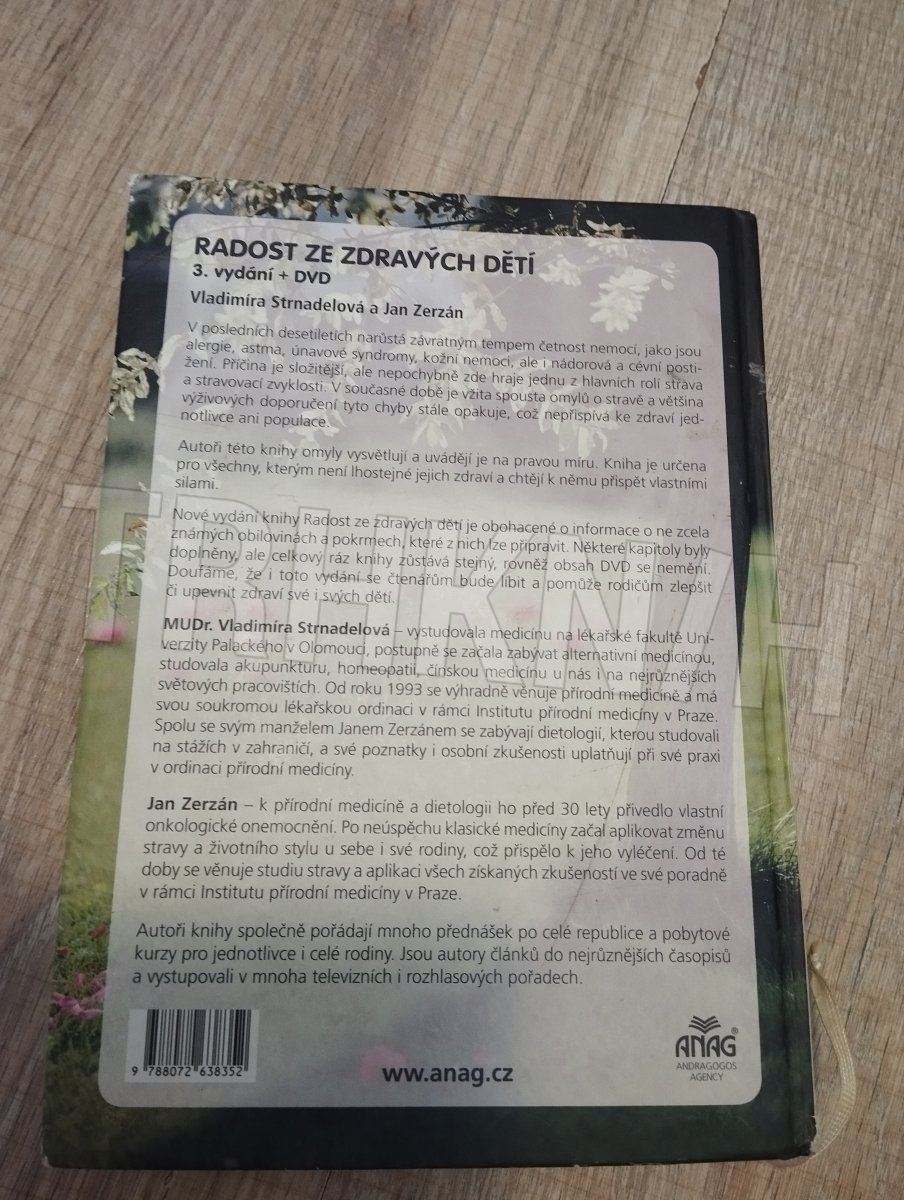 RADOST ZE ZDRAVÝCH DĚTÍ
3. vydání + DVD
Vladimíra Strnadelová a Jan Zerzán
V posledních desetiletích narůstá závratným tempem četnost nemocí, jako jsou
alergie, astma, únavové syndromy, kožní nemoci, ale i nádorová a cévní posti-
žení. Příčina je složitější, ale nepochybně zde hraje jednu z hlavních rolí strava
a stravovací zvyklosti. V současné době je vžita spousta omylů o stravě a většina
výživových doporučení tyto chyby stále opakuje, což nepřispívá ke zdraví jed-
notlivce ani populace.
Autoři této knihy omyly vysvětlují a uvádějí je na pravou míru. Kniha je určena
pro všechny, kterým není lhostejné jejich zdraví a chtějí k němu přispět vlastními
silami.
Nové vydání knihy Radost ze zdravých dětí je obohacené o informace o ne zcela
známých obilovinách a pokrmech, které z nich lze připravit. Některé kapitoly byly
doplněny, ale celkový ráz knihy zůstává stejný, rovněž obsah DVD se nemění.
Doufáme, že i toto vydání se čtenářům bude líbit a pomůže rodičům zlepšit
či upevnit zdraví své i svých dětí.
MUDr. Vladimíra Strnadelová – vystudovala medicínu na lékařské fakultě Uni-
verzity Palackého v Olomouci, postupně se začala zabývat alternativní medicínou,
studovala akupunkturu, homeopatii, čínskou medicínu u nás i na nejrůznějších
světových pracovištích. Od roku 1993 se výhradně věnuje přírodní medicíně a má
svou soukromou lékařskou ordinaci v rámci Institutu přírodní medicíny v Praze.
Spolu se svým manželem Janem Zerzánem se zabývají dietologií, kterou studovali
na stážích v zahraničí, a své poznatky i osobní zkušenosti uplatňují při své praxi
v ordinaci přírodní medicíny.
Jan Zerzán – k přírodní medicíně a dietologii ho před 30 lety přivedlo vlastní
onkologické onemocnění. Po neúspěchu klasické medicíny začal aplikovat změnu
stravy a životního stylu u sebe i své rodiny, což přispělo k jeho vyléčení. Od té
doby se věnuje studiu stravy a aplikaci všech získaných zkušeností ve své poradně
v rámci Institutu přírodní medicíny v Praze.
Autoři knihy společně pořádají mnoho přednášek po celé republice a pobytové
kurzy pro jednotlivce i celé rodiny. Jsou autory článků do nejrůznějších časopisů
a vystupovali v mnoha televizních i rozhlasových pořadech.
9 788072 638352
www.anag.cz
ANAG®
ANDRAGOGOS
AGENCY
TRHKNIH